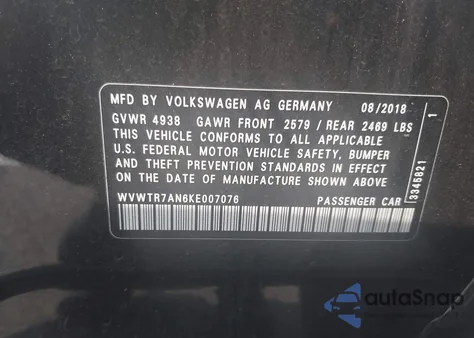 MFD BY VOLKSWAGEN AG GERMANY 08/2018
GVWR 4938 GAWR FRONT 2579 / REAR 2469 LBS
THIS VEHICLE CONFORMS TO ALL APPLICABLE
U.S. FEDERAL MOTOR VEHICLE SAFETY, BUMPER
AND THEFT PREVENTION STANDARDS IN EFFECT
ON THE DATE OF MANUFACTURE SHOWN ABOVE.
WVWTR7AN6KE007076 PASSENGER CAR
3345821 1
autoSnap